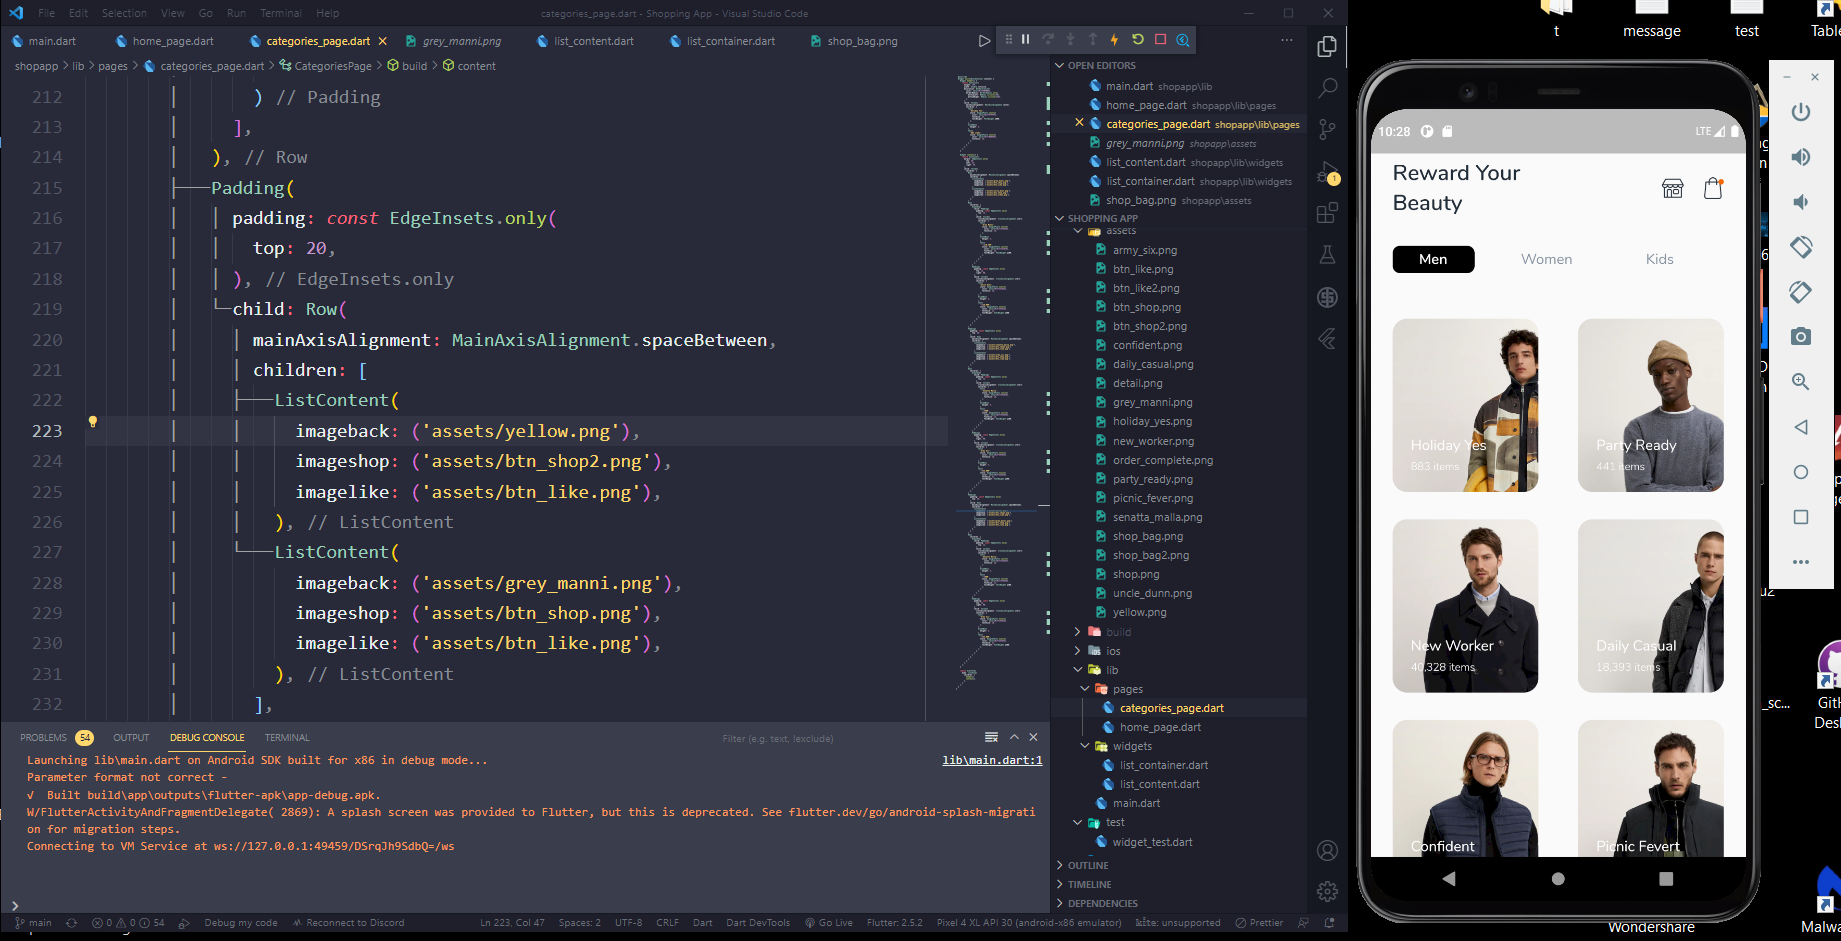 File Edit Selection View Go Run Terminal Help
categories_page.dart - Shopping App - Visual Studio Code
main.dart home_page.dart categories_page.dart grey_manni.png list_content.dart list_container.dart shop_bag.png
shopapp > lib > pages > categories_page.dart > CategoriesPage > build > content
212 ) // Padding
213 ],
214 ), // Row
215 Padding(
216 padding: const EdgeInsets.only(
217 top: 20,
218 ), // EdgeInsets.only
219 child: Row(
220 mainAxisAlignment: MainAxisAlignment.spaceBetween,
221 children: [
222 ListContent(
223 imageback: ('assets/yellow.png'),
224 imageshop: ('assets/btn_shop2.png'),
225 imagelike: ('assets/btn_like.png'),
226 ), // ListContent
227 ListContent(
228 imageback: ('assets/grey_manni.png'),
229 imageshop: ('assets/btn_shop.png'),
230 imagelike: ('assets/btn_like.png'),
231 ), // ListContent
232 ],
PROBLEMS 54 OUTPUT DEBUG CONSOLE TERMINAL
Filter (e.g. text, !exclude)
Launching lib\main.dart on Android SDK built for x86 in debug mode...
lib\main.dart:1
Parameter format not correct -
√ Built build\app\outputs\flutter-apk\app-debug.apk.
W/FlutterActivityAndFragmentDelegate( 2869): A splash screen was provided to Flutter, but this is deprecated. See flutter.dev/go/android-splash-migrati
on for migration steps.
Connecting to VM Service at ws://127.0.0.1:49459/DSrqJh9SdbQ=/ws
main 0 0 54 Debug my code Reconnect to Discord
Ln 223, Col 47 Spaces: 2 UTF-8 CRLF Dart Dart DevTools Go Live Flutter: 2.5.2 Pixel 4 XL API 30 (android-x86 emulator) kite: unsupported Prettier
OPEN EDITORS
main.dart shopapp\lib
home_page.dart shopapp\lib\pages
categories_page.dart shopapp\lib\pages
grey_manni.png shopapp\assets
list_content.dart shopapp\lib\widgets
list_container.dart shopapp\lib\widgets
shop_bag.png shopapp\assets
SHOPPING APP
assets
army_six.png
btn_like.png
btn_like2.png
btn_shop.png
btn_shop2.png
confident.png
daily_casual.png
detail.png
grey_manni.png
holiday_yes.png
new_worker.png
order_complete.png
party_ready.png
picnic_fever.png
senatta_malla.png
shop_bag.png
shop_bag2.png
shop.png
uncle_dunn.png
yellow.png
build
ios
lib
pages
categories_page.dart
home_page.dart
widgets
list_container.dart
list_content.dart
main.dart
test
widget_test.dart
OUTLINE
TIMELINE
DEPENDENCIES
1
t message test
10:28 LTE
Reward Your
Beauty
Men Women Kids
Holiday Yes
883 items
Party Ready
441 items
New Worker
40,328 items
Daily Casual
18,393 items
Confident
Picnic Fevert
Wondershare